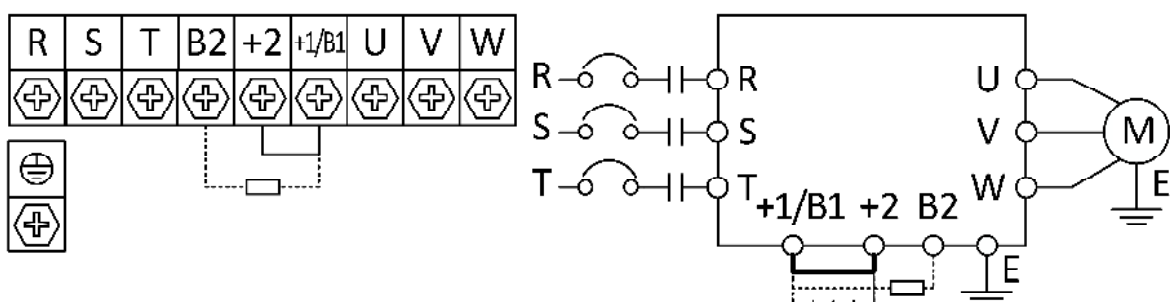 R S T B2 +2 +1/B1 U V W
R R U
S S V M
T T W E
+1/B1 +2 B2
E